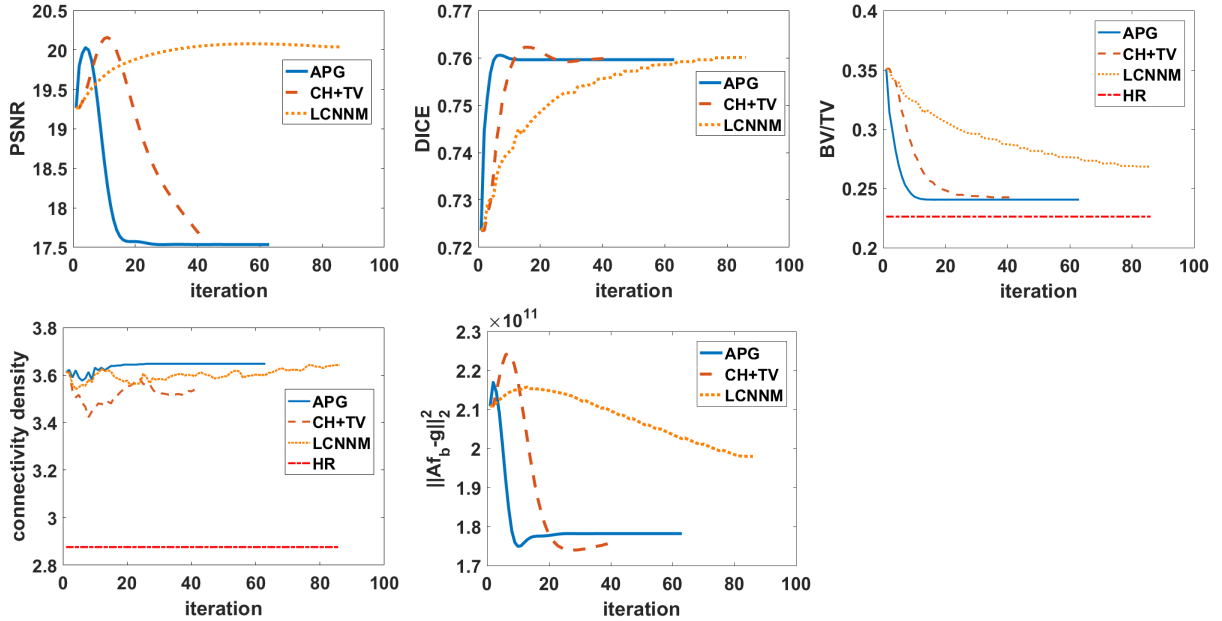 20.5
20
19.5
19
18.5
18
17.5
0 20 40 60 80 100
PSNR
iteration
APG
CH+TV
LCNNM
0.77
0.76
0.75
0.74
0.73
0.72
0 20 40 60 80 100
DICE
iteration
APG
CH+TV
LCNNM
0.4
0.35
0.3
0.25
0.2
0 20 40 60 80 100
BV/TV
iteration
APG
CH+TV
LCNNM
HR
3.8
3.6
3.4
3.2
3
2.8
0 20 40 60 80 100
connectivity density
iteration
APG
CH+TV
LCNNM
HR
×10^11
2.3
2.2
2.1
2
1.9
1.8
1.7
0 20 40 60 80 100
||Af_b-g||_2^2
iteration
APG
CH+TV
LCNNM